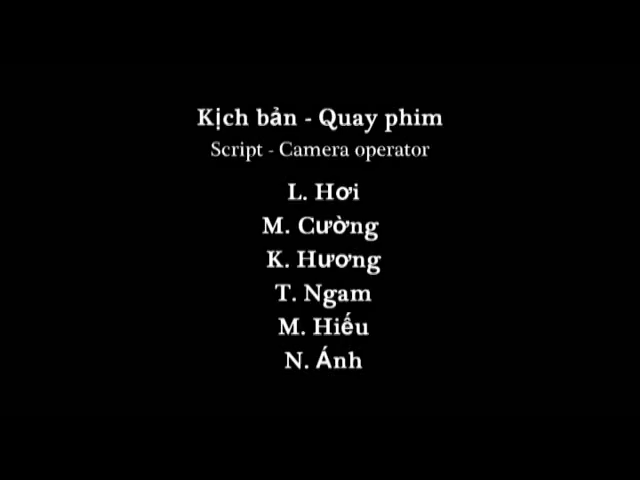 Kịch bản - Quay phim
Script - Camera operator
L. Hơi
M. Cường
K. Hương
T. Ngam
M. Hiếu
N. Ánh